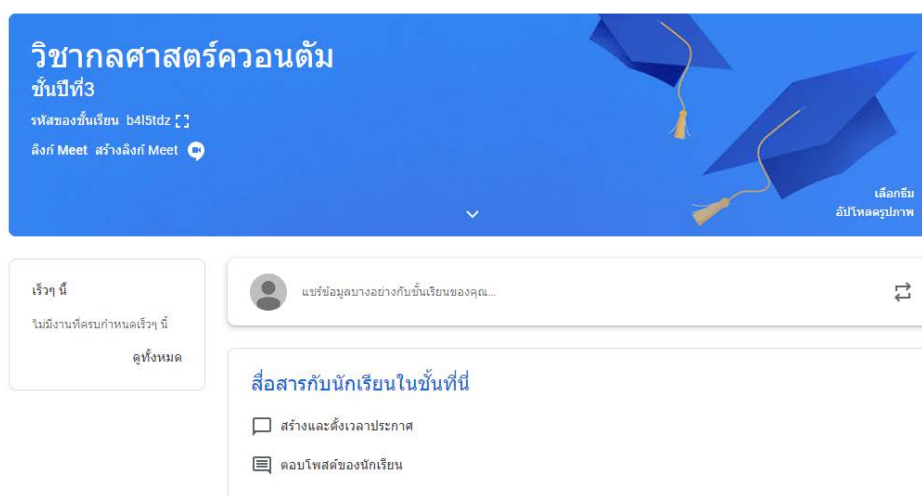 วิชากลศาสตร์ควอนตัม
ชั้นปีที่3
รหัสของชั้นเรียน b4l5tdz
ลิงก์ Meet สร้างลิงก์ Meet
เลือกธีม
อัปโหลดรูปภาพ
เร็วๆ นี้
ไม่มีงานที่ครบกำหนดเร็วๆ นี้
ดูทั้งหมด
แชร์ข้อมูลบางอย่างกับชั้นเรียนของคุณ...
สื่อสารกับนักเรียนในชั้นที่นี่
สร้างและตั้งเวลาประกาศ
ตอบโพสต์ของนักเรียน